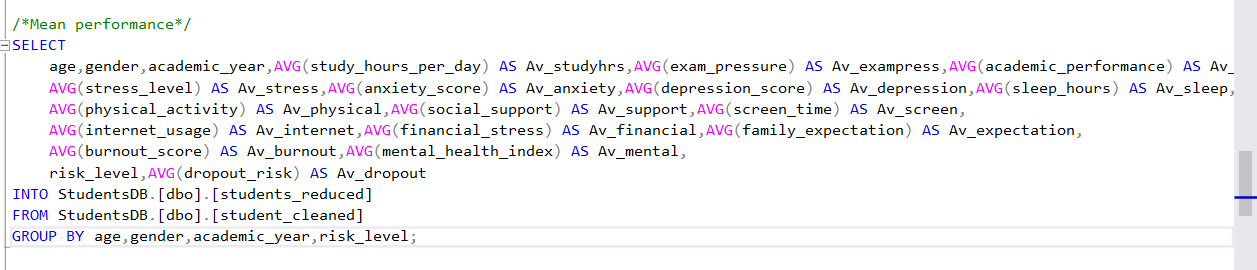 /*Mean performance*/
SELECT
age,gender,academic_year,AVG(study_hours_per_day) AS Av_studyhrs,AVG(exam_pressure) AS Av_exampress,AVG(academic_performance) AS Av_
AVG(stress_level) AS Av_stress,AVG(anxiety_score) AS Av_anxiety,AVG(depression_score) AS Av_depression,AVG(sleep_hours) AS Av_sleep,
AVG(physical_activity) AS Av_physical,AVG(social_support) AS Av_support,AVG(screen_time) AS Av_screen,
AVG(internet_usage) AS Av_internet,AVG(financial_stress) AS Av_financial,AVG(family_expectation) AS Av_expectation,
AVG(burnout_score) AS Av_burnout,AVG(mental_health_index) AS Av_mental,
risk_level,AVG(dropout_risk) AS Av_dropout
INTO StudentsDB.[dbo].[students_reduced]
FROM StudentsDB.[dbo].[student_cleaned]
GROUP BY age,gender,academic_year,risk_level;